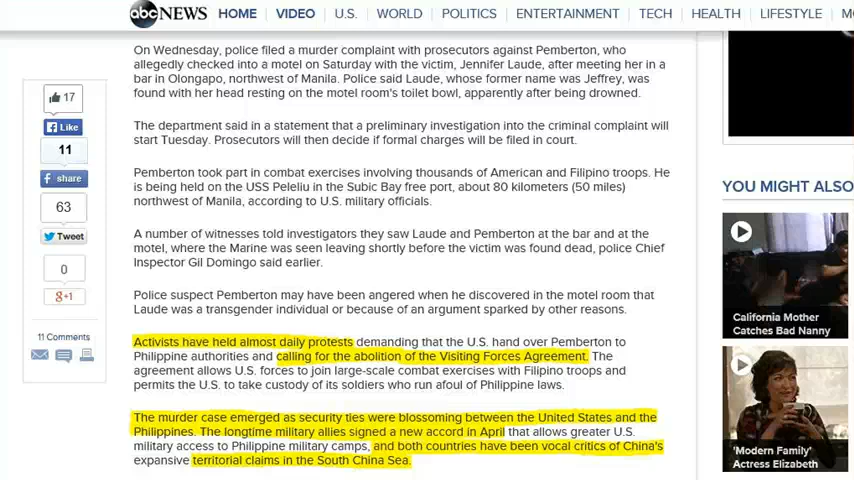 abc NEWS HOME VIDEO U.S. WORLD POLITICS ENTERTAINMENT TECH HEALTH LIFESTYLE
On Wednesday, police filed a murder complaint with prosecutors against Pemberton, who
allegedly checked into a motel on Saturday with the victim, Jennifer Laude, after meeting her in a
bar in Olongapo, northwest of Manila. Police said Laude, whose former name was Jeffrey, was
found with her head resting on the motel room's toilet bowl, apparently after being drowned.
The department said in a statement that a preliminary investigation into the criminal complaint will
start Tuesday. Prosecutors will then decide if formal charges will be filed in court.
Pemberton took part in combat exercises involving thousands of American and Filipino troops. He
is being held on the USS Peleliu in the Subic Bay free port, about 80 kilometers (50 miles)
northwest of Manila, according to U.S. military officials.
A number of witnesses told investigators they saw Laude and Pemberton at the bar and at the
motel, where the Marine was seen leaving shortly before the victim was found dead, police Chief
Inspector Gil Domingo said earlier.
Police suspect Pemberton may have been angered when he discovered in the motel room that
Laude was a transgender individual or because of an argument sparked by other reasons.
Activists have held almost daily protests demanding that the U.S. hand over Pemberton to
Philippine authorities and calling for the abolition of the Visiting Forces Agreement. The
agreement allows U.S. forces to join large-scale combat exercises with Filipino troops and
permits the U.S. to take custody of its soldiers who run afoul of Philippine laws.
The murder case emerged as security ties were blossoming between the United States and the
Philippines. The longtime military allies signed a new accord in April that allows greater U.S.
military access to Philippine military camps, and both countries have been vocal critics of China's
expansive territorial claims in the South China Sea.
17
Like
11
share
63
Tweet
0
g+1
11 Comments
YOU MIGHT ALSO
California Mother
Catches Bad Nanny
'Modern Family'
Actress Elizabeth